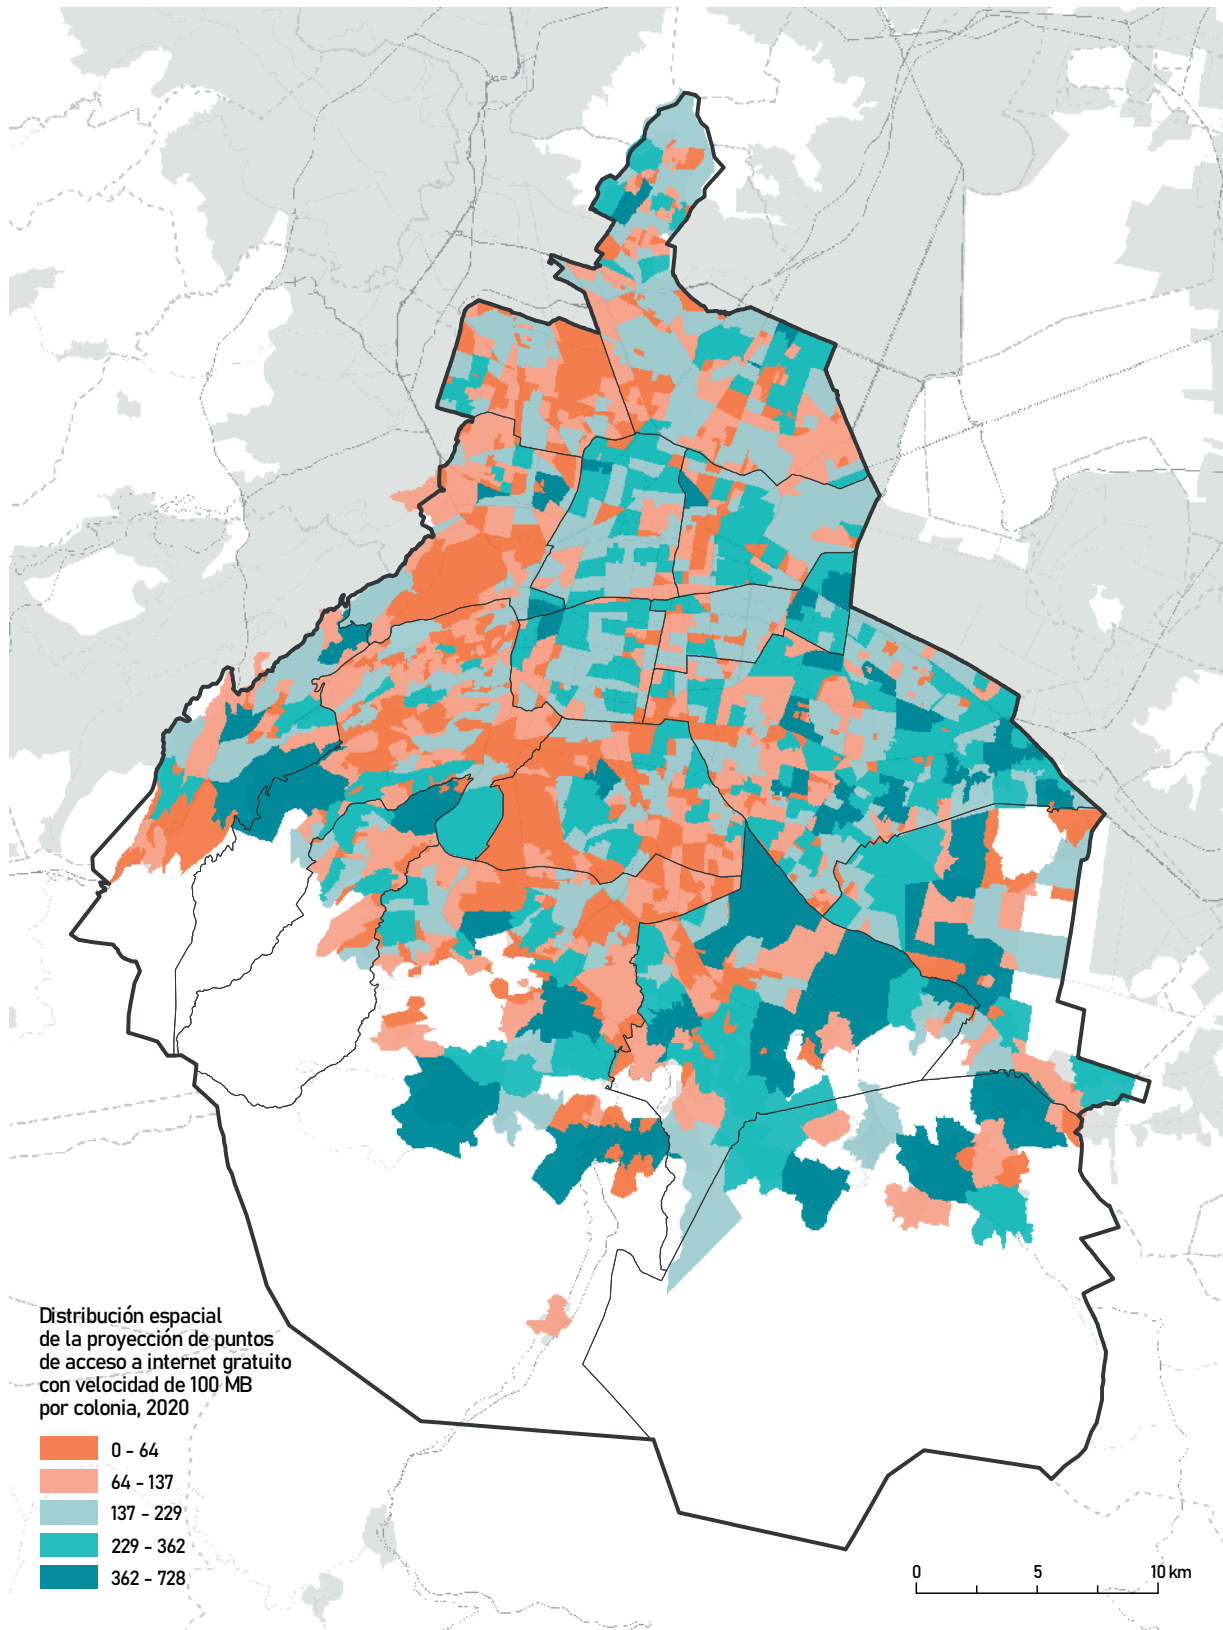 Distribución espacial
de la proyección de puntos
de acceso a internet gratuito
con velocidad de 100 MB
por colonia, 2020
0 - 64
64 - 137
137 - 229
229 - 362
362 - 728
0 5 10 km